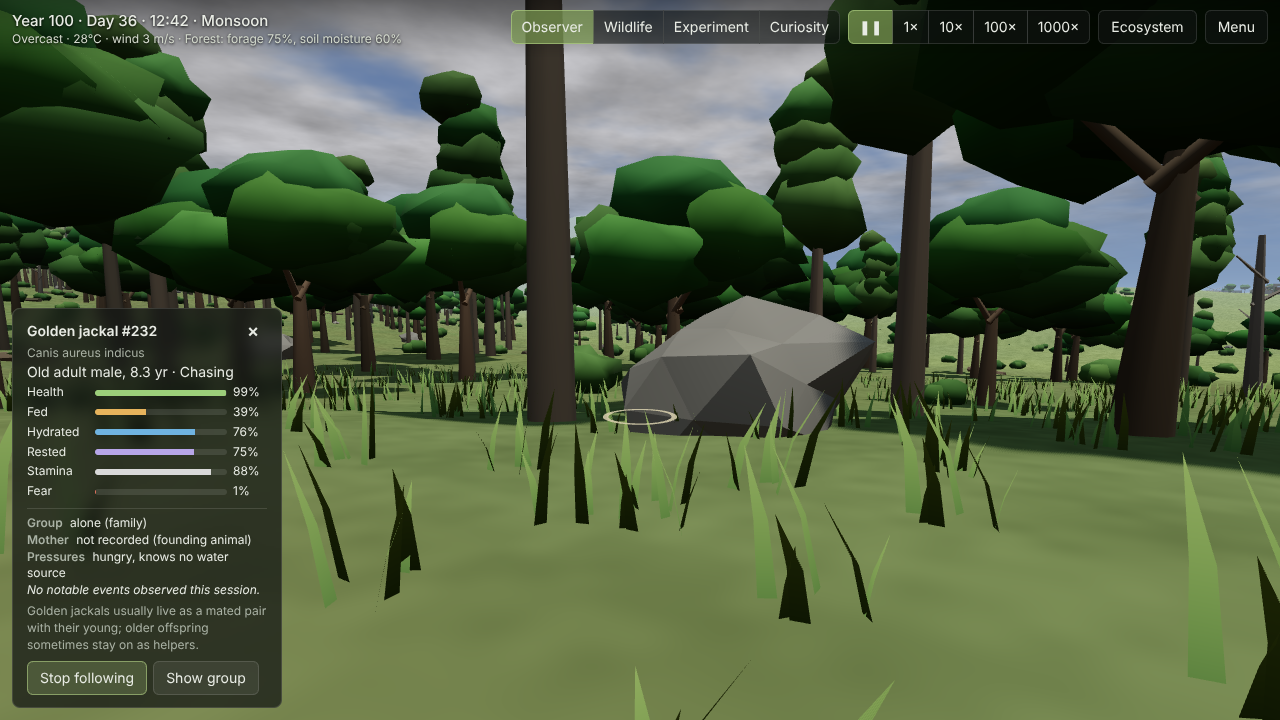 Year 100 · Day 36 · 12:42 · Monsoon
Overcast · 28°C · wind 3 m/s · Forest: forage 75%, soil moisture 60%
Observer Wildlife Experiment Curiosity
❚❚ 1× 10× 100× 1000× Ecosystem Menu
Golden jackal #232 ×
Canis aureus indicus
Old adult male, 8.3 yr · Chasing
Health 99%
Fed 39%
Hydrated 76%
Rested 75%
Stamina 88%
Fear 1%
Group alone (family)
Mother not recorded (founding animal)
Pressures hungry, knows no water
source
No notable events observed this session.
Golden jackals usually live as a mated pair
with their young; older offspring
sometimes stay on as helpers.
Stop following Show group